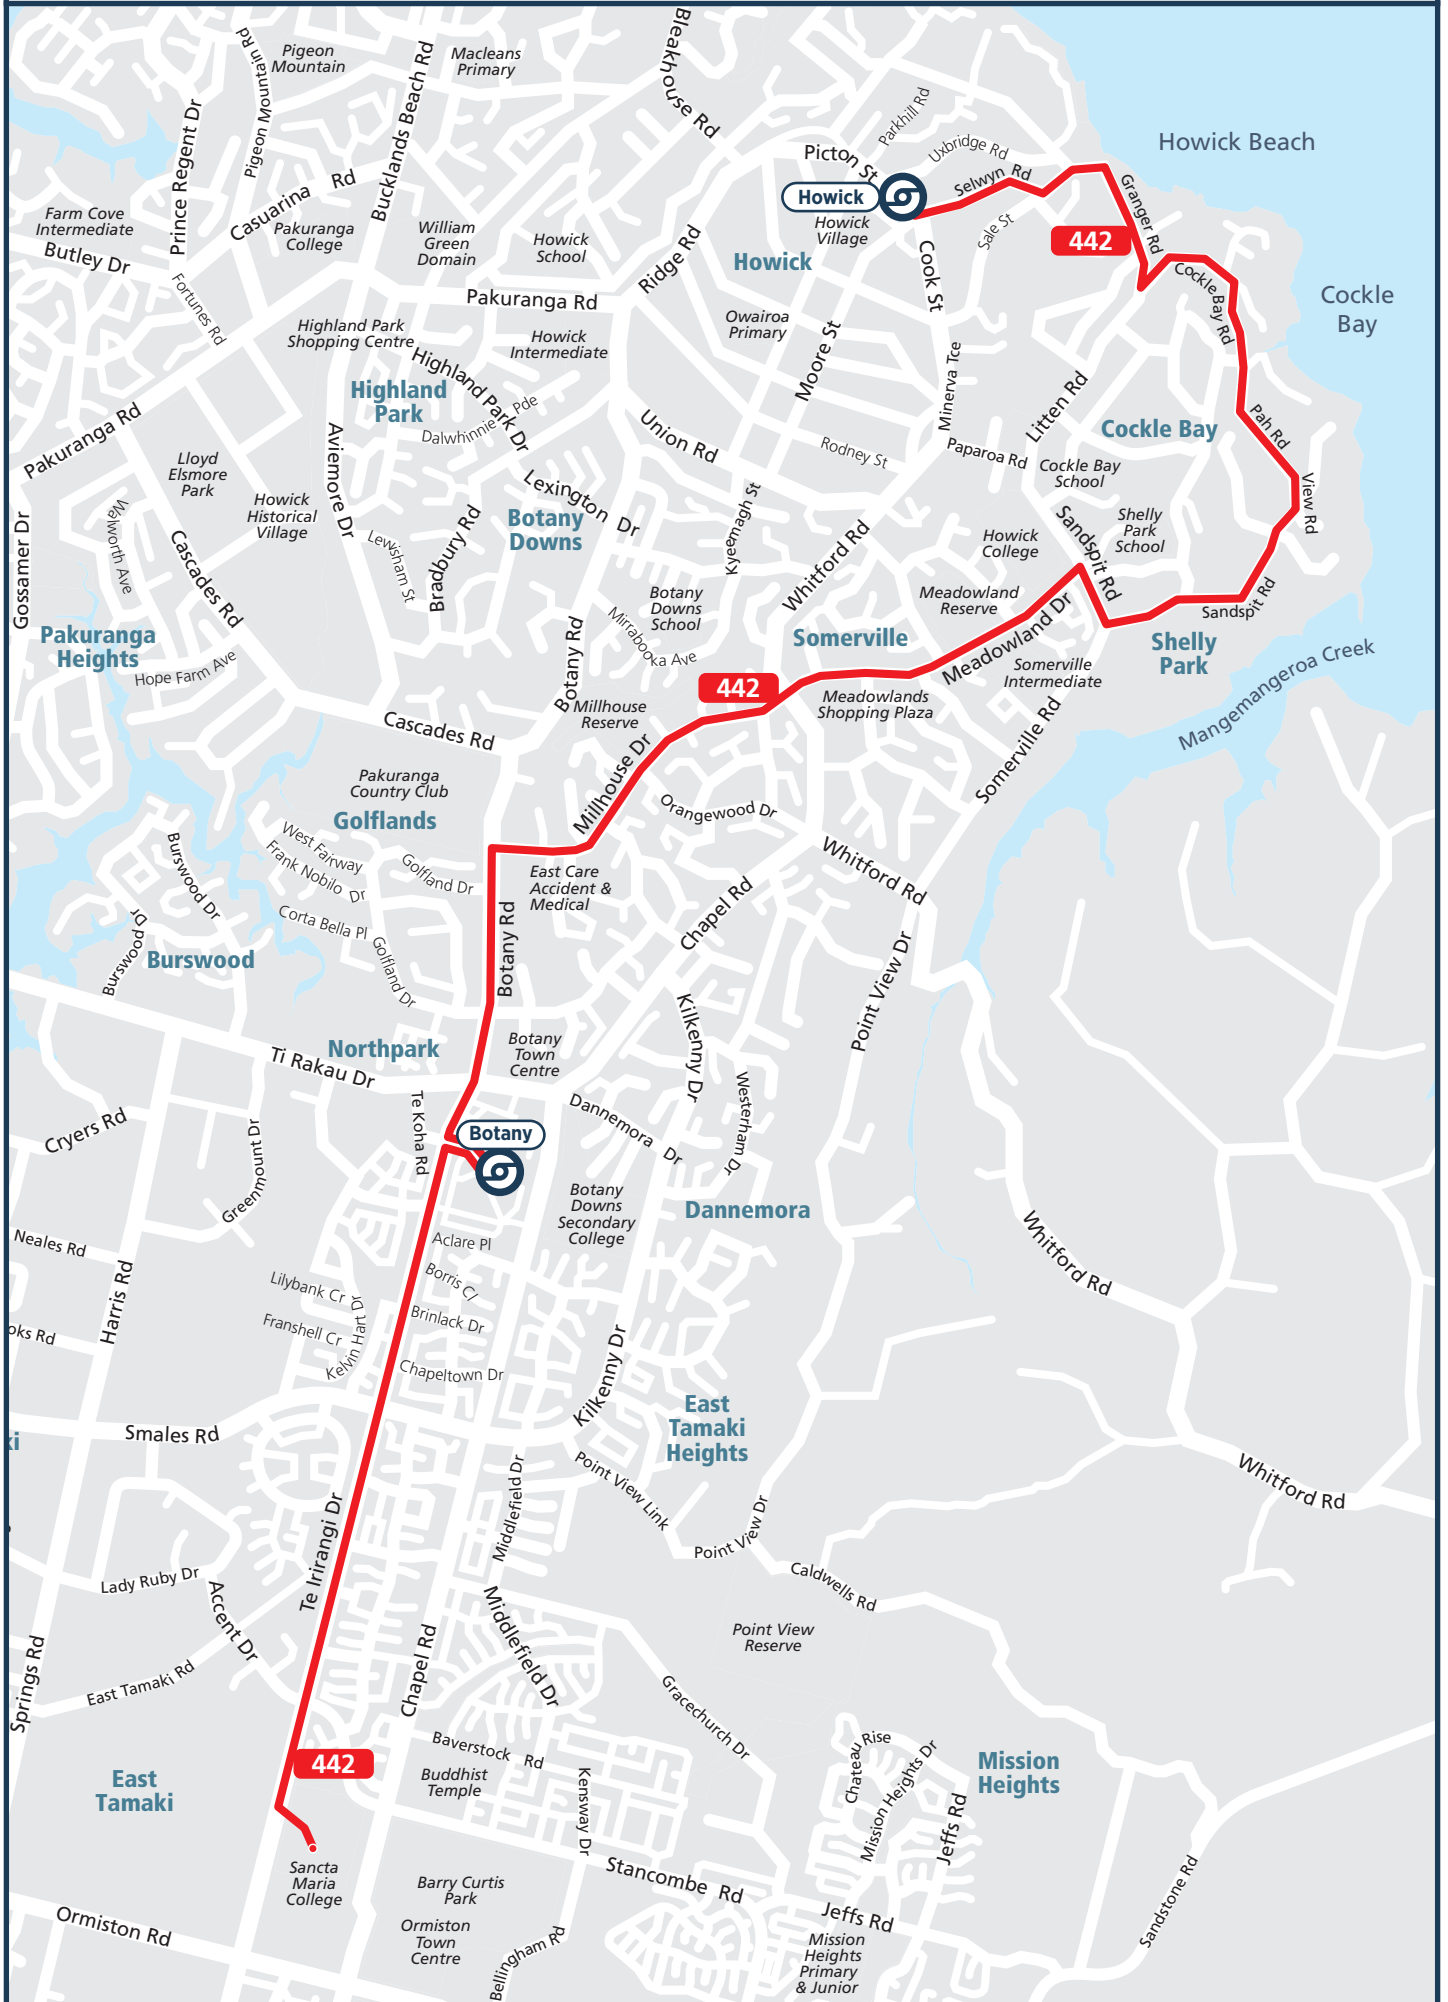 Pigeon Mountain Rd
Pigeon
Mountain
Bucklands Beach Rd
Macleans
Primary
Bleakhouse Rd
Prince Regent Dr
Parkhill Rd
Howick Beach
Picton St
Uxbridge Rd
Selwyn Rd
Granger Rd
Casuarina Rd
Howick
Farm Cove
Intermediate
Butley Dr
Pakuranga
College
William
Green
Domain
Howick
School
Howick
Village
Sale St
442
Ridge Rd
Howick
Cook St
Cockle Bay Rd
Cockle
Bay
Fortunes Rd
Pakuranga Rd
Highland Park
Shopping Centre
Howick
Intermediate
Owairoa
Primary
Moore St
Minerva Tce
Highland Park Dr
Highland
Park
Dalwhinnie Pde
Litten Rd
Pah Rd
Cockle Bay
Pakuranga Rd
Aviemore Dr
Union Rd
Rodney St
Paparoa Rd
Cockle Bay
School
Lloyd
Elsmore
Park
Howick
Historical
Village
Lexington Dr
Botany
Downs
View Rd
Gossamer Dr
Walworth Ave
Cascades Rd
Lewisham St
Bradbury Rd
Kyeemagh St
Whitford Rd
Howick
College
Sandspit Rd
Shelly
Park
School
Meadowland
Reserve
Sandspit Rd
Botany
Downs
School
Mirrabooka Ave
Somerville
Meadowland Dr
Shelly
Park
Pakuranga
Heights
Hope Farm Ave
Botany Rd
442
Somerville
Intermediate
Mangemangeroa Creek
Millhouse
Reserve
Meadowlands
Shopping Plaza
Cascades Rd
Millhouse Dr
Somerville Rd
Pakuranga
Country Club
Golflands
Orangewood Dr
West Fairway
Frank Nobilo Dr
Golfland Dr
Burswood Dr
Whitford Rd
East Care
Accident &
Medical
Chapel Rd
Corta Bella Pl
Golfland Dr
Botany Rd
Burswood Dr
Burswood
Point View Dr
Kilkenny Dr
Northpark
Botany
Town
Centre
Ti Rakau Dr
Te Koha Rd
Westerham Dr
Cryers Rd
Greenmount Dr
Dannemora Dr
Botany
Botany
Downs
Secondary
College
Dannemora
Whitford Rd
Neales Rd
Aclare Pl
Harris Rd
Lilybank Cr
Borris Cl
Kelvin Hart Dr
Franshell Cr
Brinlack Dr
oks Rd
Chapeltown Dr
Kilkenny Dr
East
Tamaki
Heights
Smales Rd
ki
Point View Link
Middlefield Dr
Whitford Rd
Te Irirangi Dr
Point View Dr
Lady Ruby Dr
Accent Dr
Caldwells Rd
Middlefield Dr
Point View
Reserve
Springs Rd
East Tamaki Rd
Chapel Rd
Gracechurch Dr
Baverstock Rd
Chateau Rise
Mission Heights Dr
442
Buddhist
Temple
Kensway Dr
Jeffs Rd
Mission
Heights
East
Tamaki
Sancta
Maria
College
Barry Curtis
Park
Stancombe Rd
Sandstone Rd
Ormiston Rd
Ormiston
Town
Centre
Bellingham Rd
Jeffs Rd
Mission
Heights
Primary
& Junior